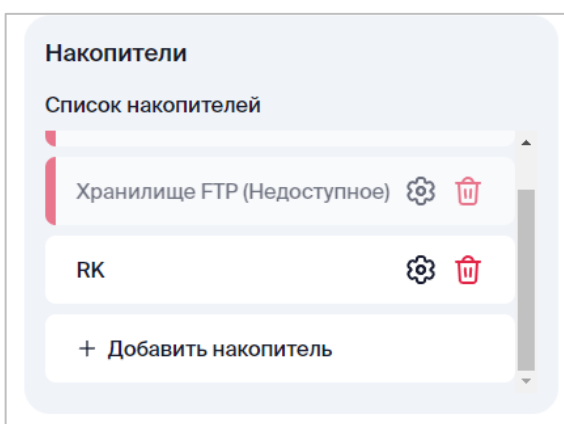 Накопители
Список накопителей
Хранилище FTP (Недоступное)
RK
+ Добавить накопитель